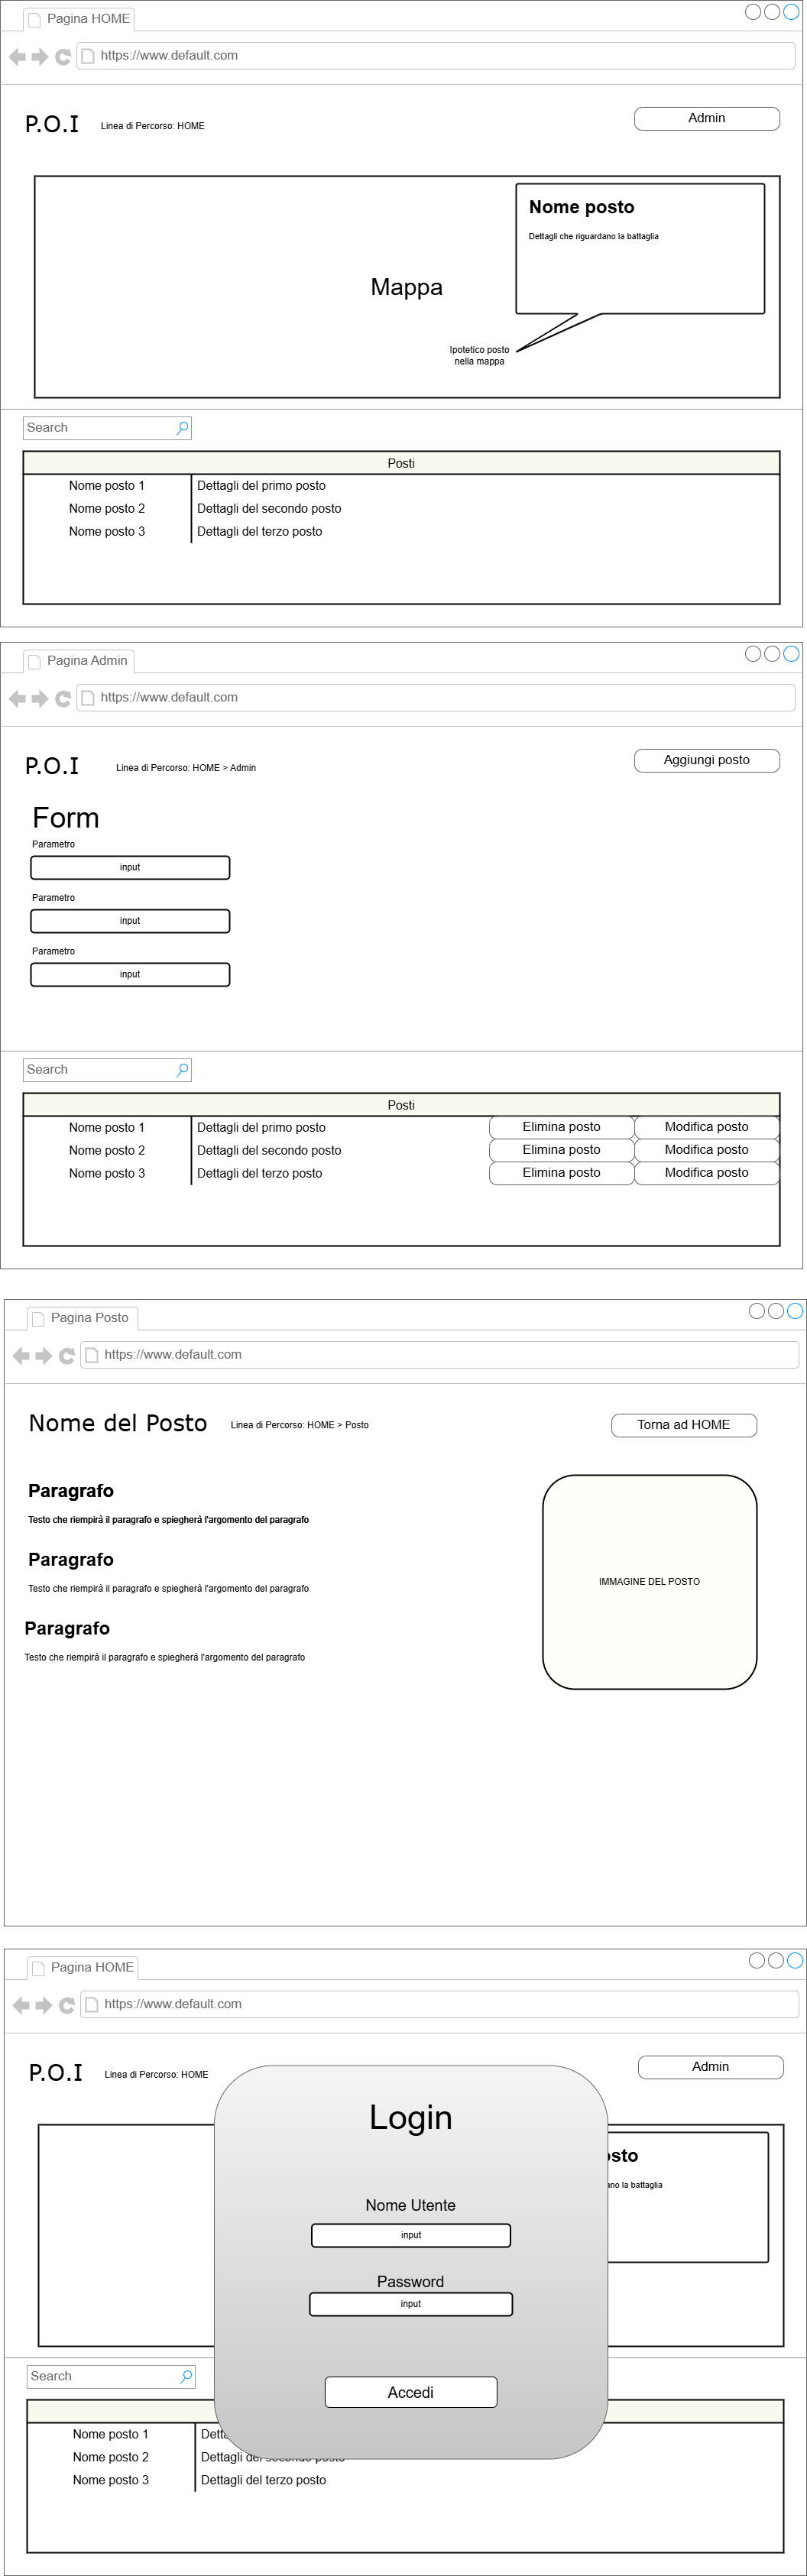 Pagina HOME
https://www.default.com
P.O.I
Linea di Percorso: HOME
Admin
Nome posto
Dettagli che riguardano la battaglia
Mappa
Ipotetico posto
nella mappa
Search
Posti
Nome posto 1 Dettagli del primo posto
Nome posto 2 Dettagli del secondo posto
Nome posto 3 Dettagli del terzo posto
Pagina Admin
https://www.default.com
P.O.I
Linea di Percorso: HOME > Admin
Aggiungi posto
Form
Parametro
input
Parametro
input
Parametro
input
Search
Posti
Nome posto 1 Dettagli del primo posto Elimina posto Modifica posto
Nome posto 2 Dettagli del secondo posto Elimina posto Modifica posto
Nome posto 3 Dettagli del terzo posto Elimina posto Modifica posto
Pagina Posto
https://www.default.com
Nome del Posto
Linea di Percorso: HOME > Posto
Torna ad HOME
Paragrafo
Testo che riempirà il paragrafo e spiegherà l'argomento del paragrafo
Paragrafo
Testo che riempirà il paragrafo e spiegherà l'argomento del paragrafo
Paragrafo
Testo che riempirà il paragrafo e spiegherà l'argomento del paragrafo
IMMAGINE DEL POSTO
Pagina HOME
https://www.default.com
P.O.I
Linea di Percorso: HOME
Admin
Login
osto
ano la battaglia
Nome Utente
input
Password
input
Accedi
Search
Nome posto 1 Detta
Nome posto 2 Dettagli del secondo posto
Nome posto 3 Dettagli del terzo posto